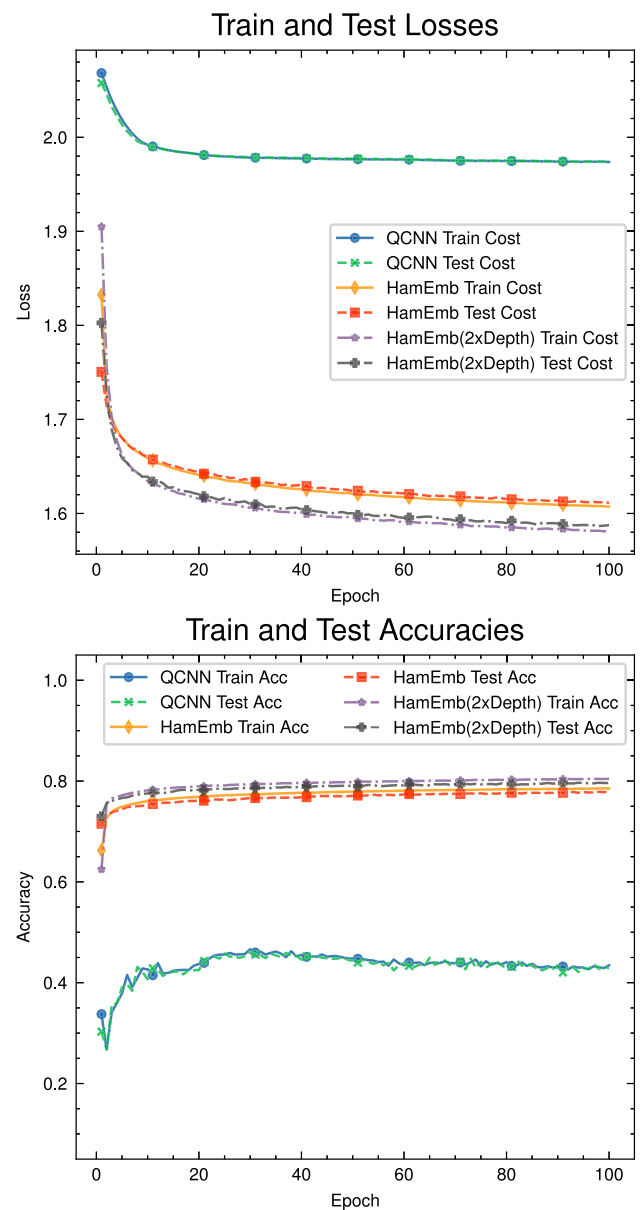 Train and Test Losses
2.0
1.9
1.8
1.7
1.6
Loss
QCNN Train Cost
QCNN Test Cost
HamEmb Train Cost
HamEmb Test Cost
HamEmb(2xDepth) Train Cost
HamEmb(2xDepth) Test Cost
0 20 40 60 80 100
Epoch
Train and Test Accuracies
QCNN Train Acc HamEmb Test Acc
QCNN Test Acc HamEmb(2xDepth) Train Acc
HamEmb Train Acc HamEmb(2xDepth) Test Acc
1.0
0.8
0.6
0.4
0.2
Accuracy
0 20 40 60 80 100
Epoch